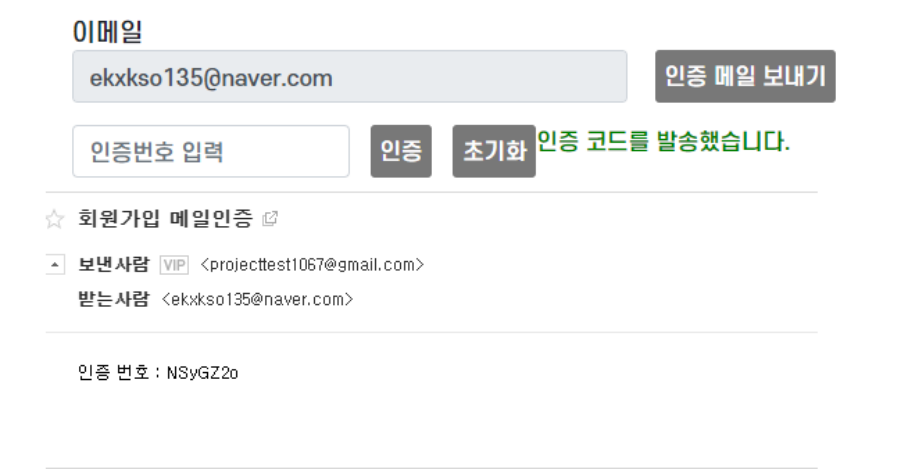 이메일
ekxkso135@naver.com 인증 메일 보내기
인증번호 입력 인증 초기화 인증 코드를 발송했습니다.
회원가입 메일인증
보낸사람 VIP <projecttest1067@gmail.com>
받는사람 <ekxkso135@naver.com>
인증 번호 : NSyGZ2o